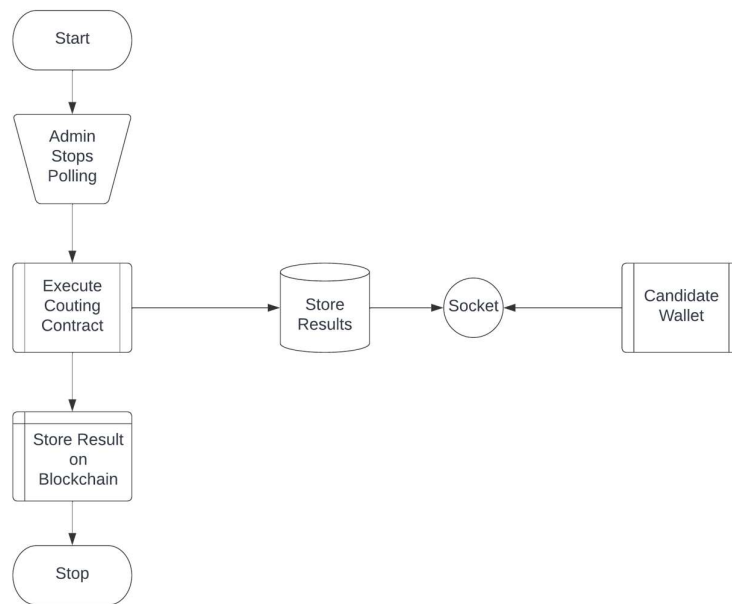 Start
Admin
Stops
Polling
Execute
Couting
Contract
Store
Results
Socket
Candidate
Wallet
Store Result
on
Blockchain
Stop